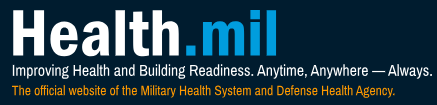 Health.mil
Improving Health and Building Readiness. Anytime, Anywhere — Always.
The official website of the Military Health System and Defense Health Agency.